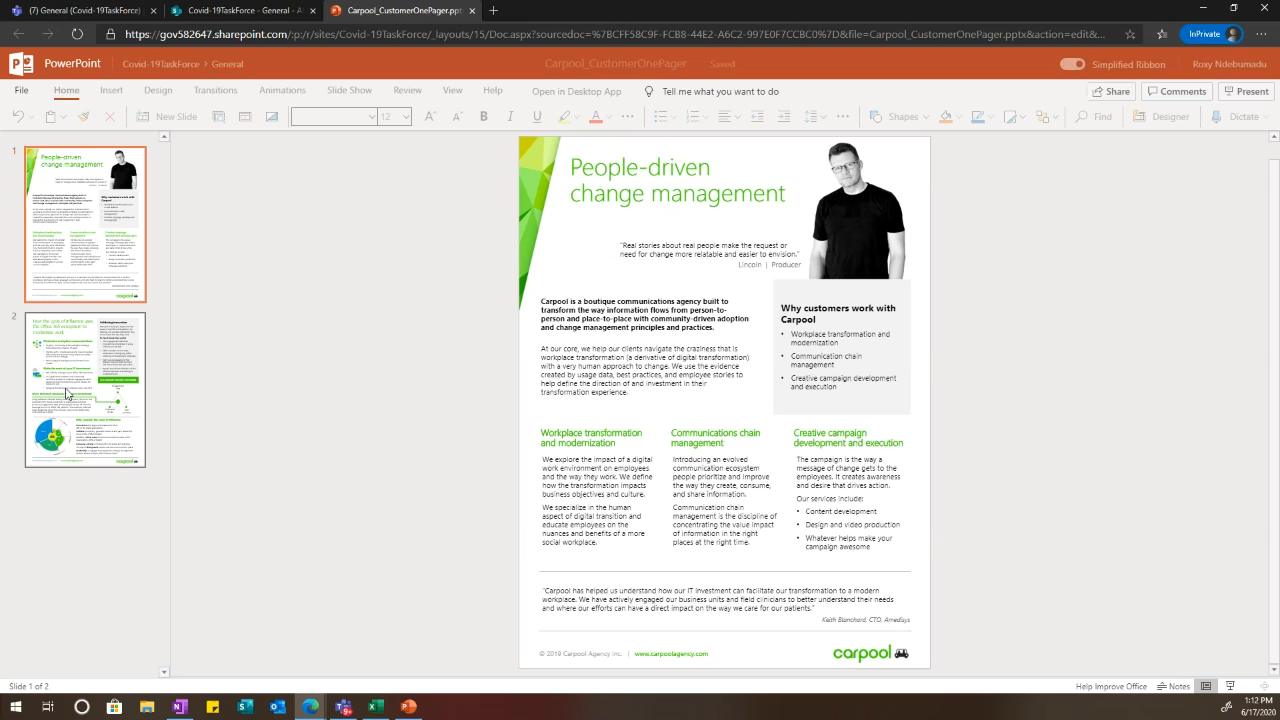 (7) General (Covid-19TaskForce)
Covid-19TaskForce - General - A
Carpool_CustomerOnePager.ppt
https://gov582647.sharepoint.com/:p:/r/sites/Covid-19TaskForce/_layouts/15/Doc.aspx?sourcedoc=%7BCFF58C9F-FCB8-44E2-A6C2-997E0F7CCBC0%7D&file=Carpool_CustomerOnePager.pptx&action=edit&...
InPrivate
PowerPoint
Covid-19TaskForce > General
Carpool_CustomerOnePager
Saved
Simplified Ribbon
Roxy Ndebumadu
File
Home
Insert
Design
Transitions
Animations
Slide Show
Review
View
Help
Open in Desktop App
Tell me what you want to do
Share
Comments
Present
New Slide
12
B
I
U
A
Shapes
Find
Designer
Dictate
1
People-driven
change management
2
People-driven
change management
"Real stories about real people make the impact of or
need for change more relatable and easier to envision."
Lincoln | Producer
Carpool is a boutique communications agency built to
transform the way information flows from person-to-
person and place-to-place with community-driven adoption
and change management principles and practices.
At our core, we help our clients navigate the craziness that is
workplace transformation (a derivative of digital transformation)
with a very human approach to change. We use the evidence
created by usage data, best practices, and employee stories to
help define the direction of any investment in their
transformation experience.
Why customers work with
Carpool
• Workplace transformation and
modernization
• Communication chain
management
• Creative campaign development
and execution
Workplace transformation
and modernization
We explore the impact of a digital
work environment on employees
and the way they work. We define
how the transformation impacts
business objectives and culture.
We specialize in the human
aspect of digital transition and
educate employees on the
nuances and benefits of a more
social workplace.
Communications chain
management
Introducing an evolved
communication ecosystem
people prioritize and improve
the way they create, consume,
and share information.
Communication chain
management is the discipline of
concentrating the value impact
of information in the right
places at the right time.
Creative campaign
development and execution
The campaign is the way a
message of change gets to the
employees. It creates awareness
and desire that drives action.
Our services include:
• Content development
• Design and video production
• Whatever helps make your
campaign awesome
"Carpool has helped us understand how our IT investment can facilitate our transformation to a modern
workplace. We have actively engaged our business units and field clinicians to better understand their needs
and where our efforts can have a direct impact on the way we care for our patients."
Keith Blanchard, CTO, Amedisys
© 2019 Carpool Agency Inc. | www.carpoolagency.com
carpool
Slide 1 of 2
Help Improve Office
Notes
1:12 PM
6/17/2020